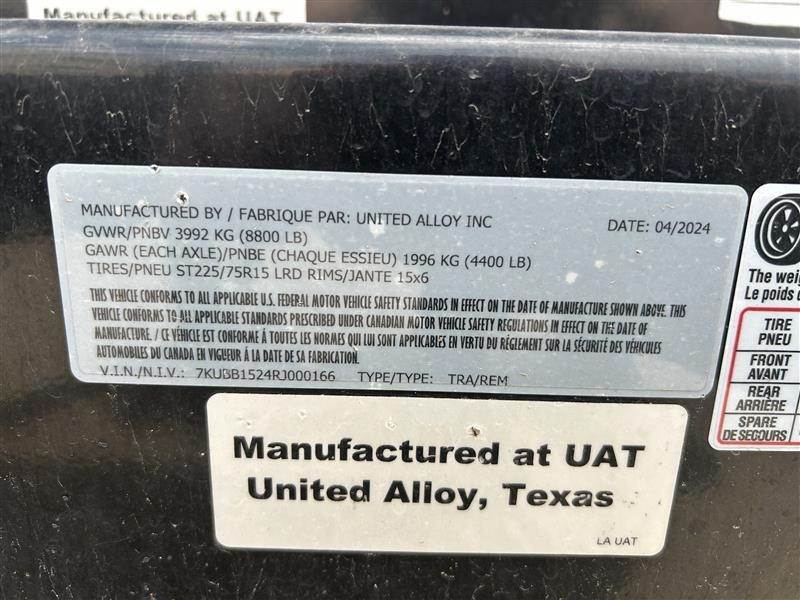 Manufactured at UAT
MANUFACTURED BY / FABRIQUE PAR: UNITED ALLOY INC DATE: 04/2024
GVWR/PNBV 3992 KG (8800 LB)
GAWR (EACH AXLE)/PNBE (CHAQUE ESSIEU) 1996 KG (4400 LB)
TIRES/PNEU ST225/75R15 LRD RIMS/JANTE 15x6
THIS VEHICLE CONFORMS TO ALL APPLICABLE U.S. FEDERAL MOTOR VEHICLE SAFETY STANDARDS IN EFFECT ON THE DATE OF MANUFACTURE SHOWN ABOVE. THIS
VEHICLE CONFORMS TO ALL APPLICABLE STANDARDS PRESCRIBED UNDER CANADIAN MOTOR VEHICLE SAFETY REGULATIONS IN EFFECT ON THE DATE OF
MANUFACTURE. / CE VÉHICLE EST CONFORME À TOUTES LES NORMES QUI LUI SONT APPLICABLES EN VERTU DU RÉGLEMENT SUR LA SÉCURITÉ DES VÉHICLES
AUTOMOBILES DU CANADA EN VIGLEUR À LA DATE DE SA FABRICATION.
V.I.N./N.I.V.: 7KUBB1524RJ000166 TYPE/TYPE: TRA/REM
The
Le poids
TIRE
PNEU
FRONT
AVANT
REAR
ARRIÈRE
SPARE
DE SECOURS
Manufactured at UAT
United Alloy, Texas
LA UAT